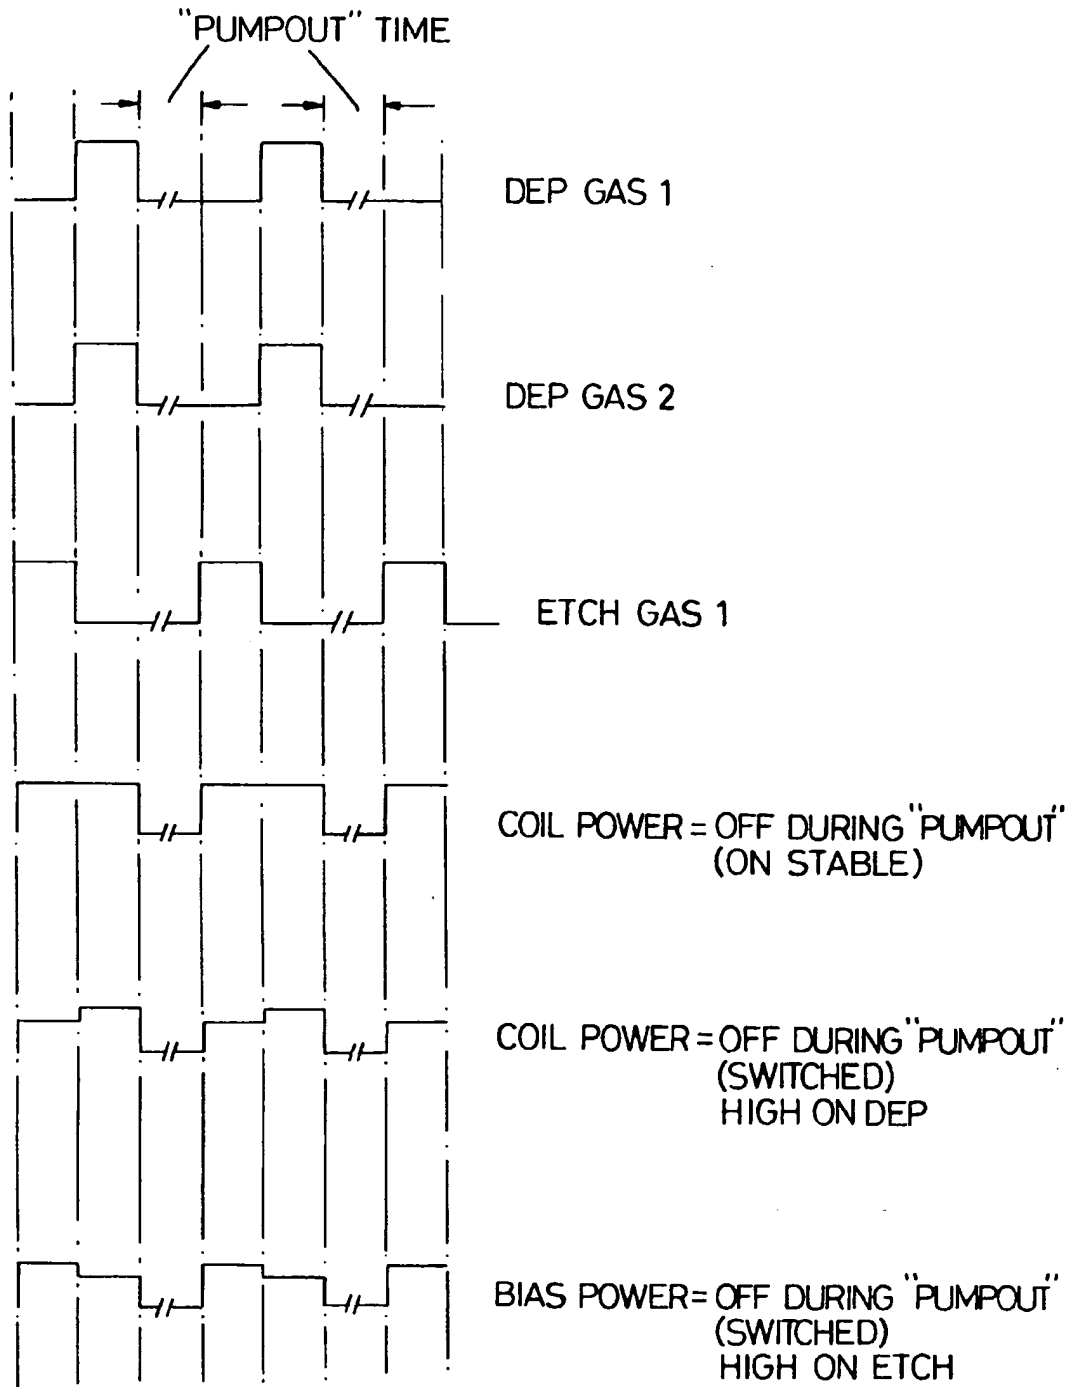 "PUMPOUT" TIME
DEP GAS 1
DEP GAS 2
ETCH GAS 1
COIL POWER = OFF DURING "PUMPOUT"
(ON STABLE)
COIL POWER = OFF DURING "PUMPOUT"
(SWITCHED)
HIGH ON DEP
BIAS POWER = OFF DURING "PUMPOUT"
(SWITCHED)
HIGH ON ETCH